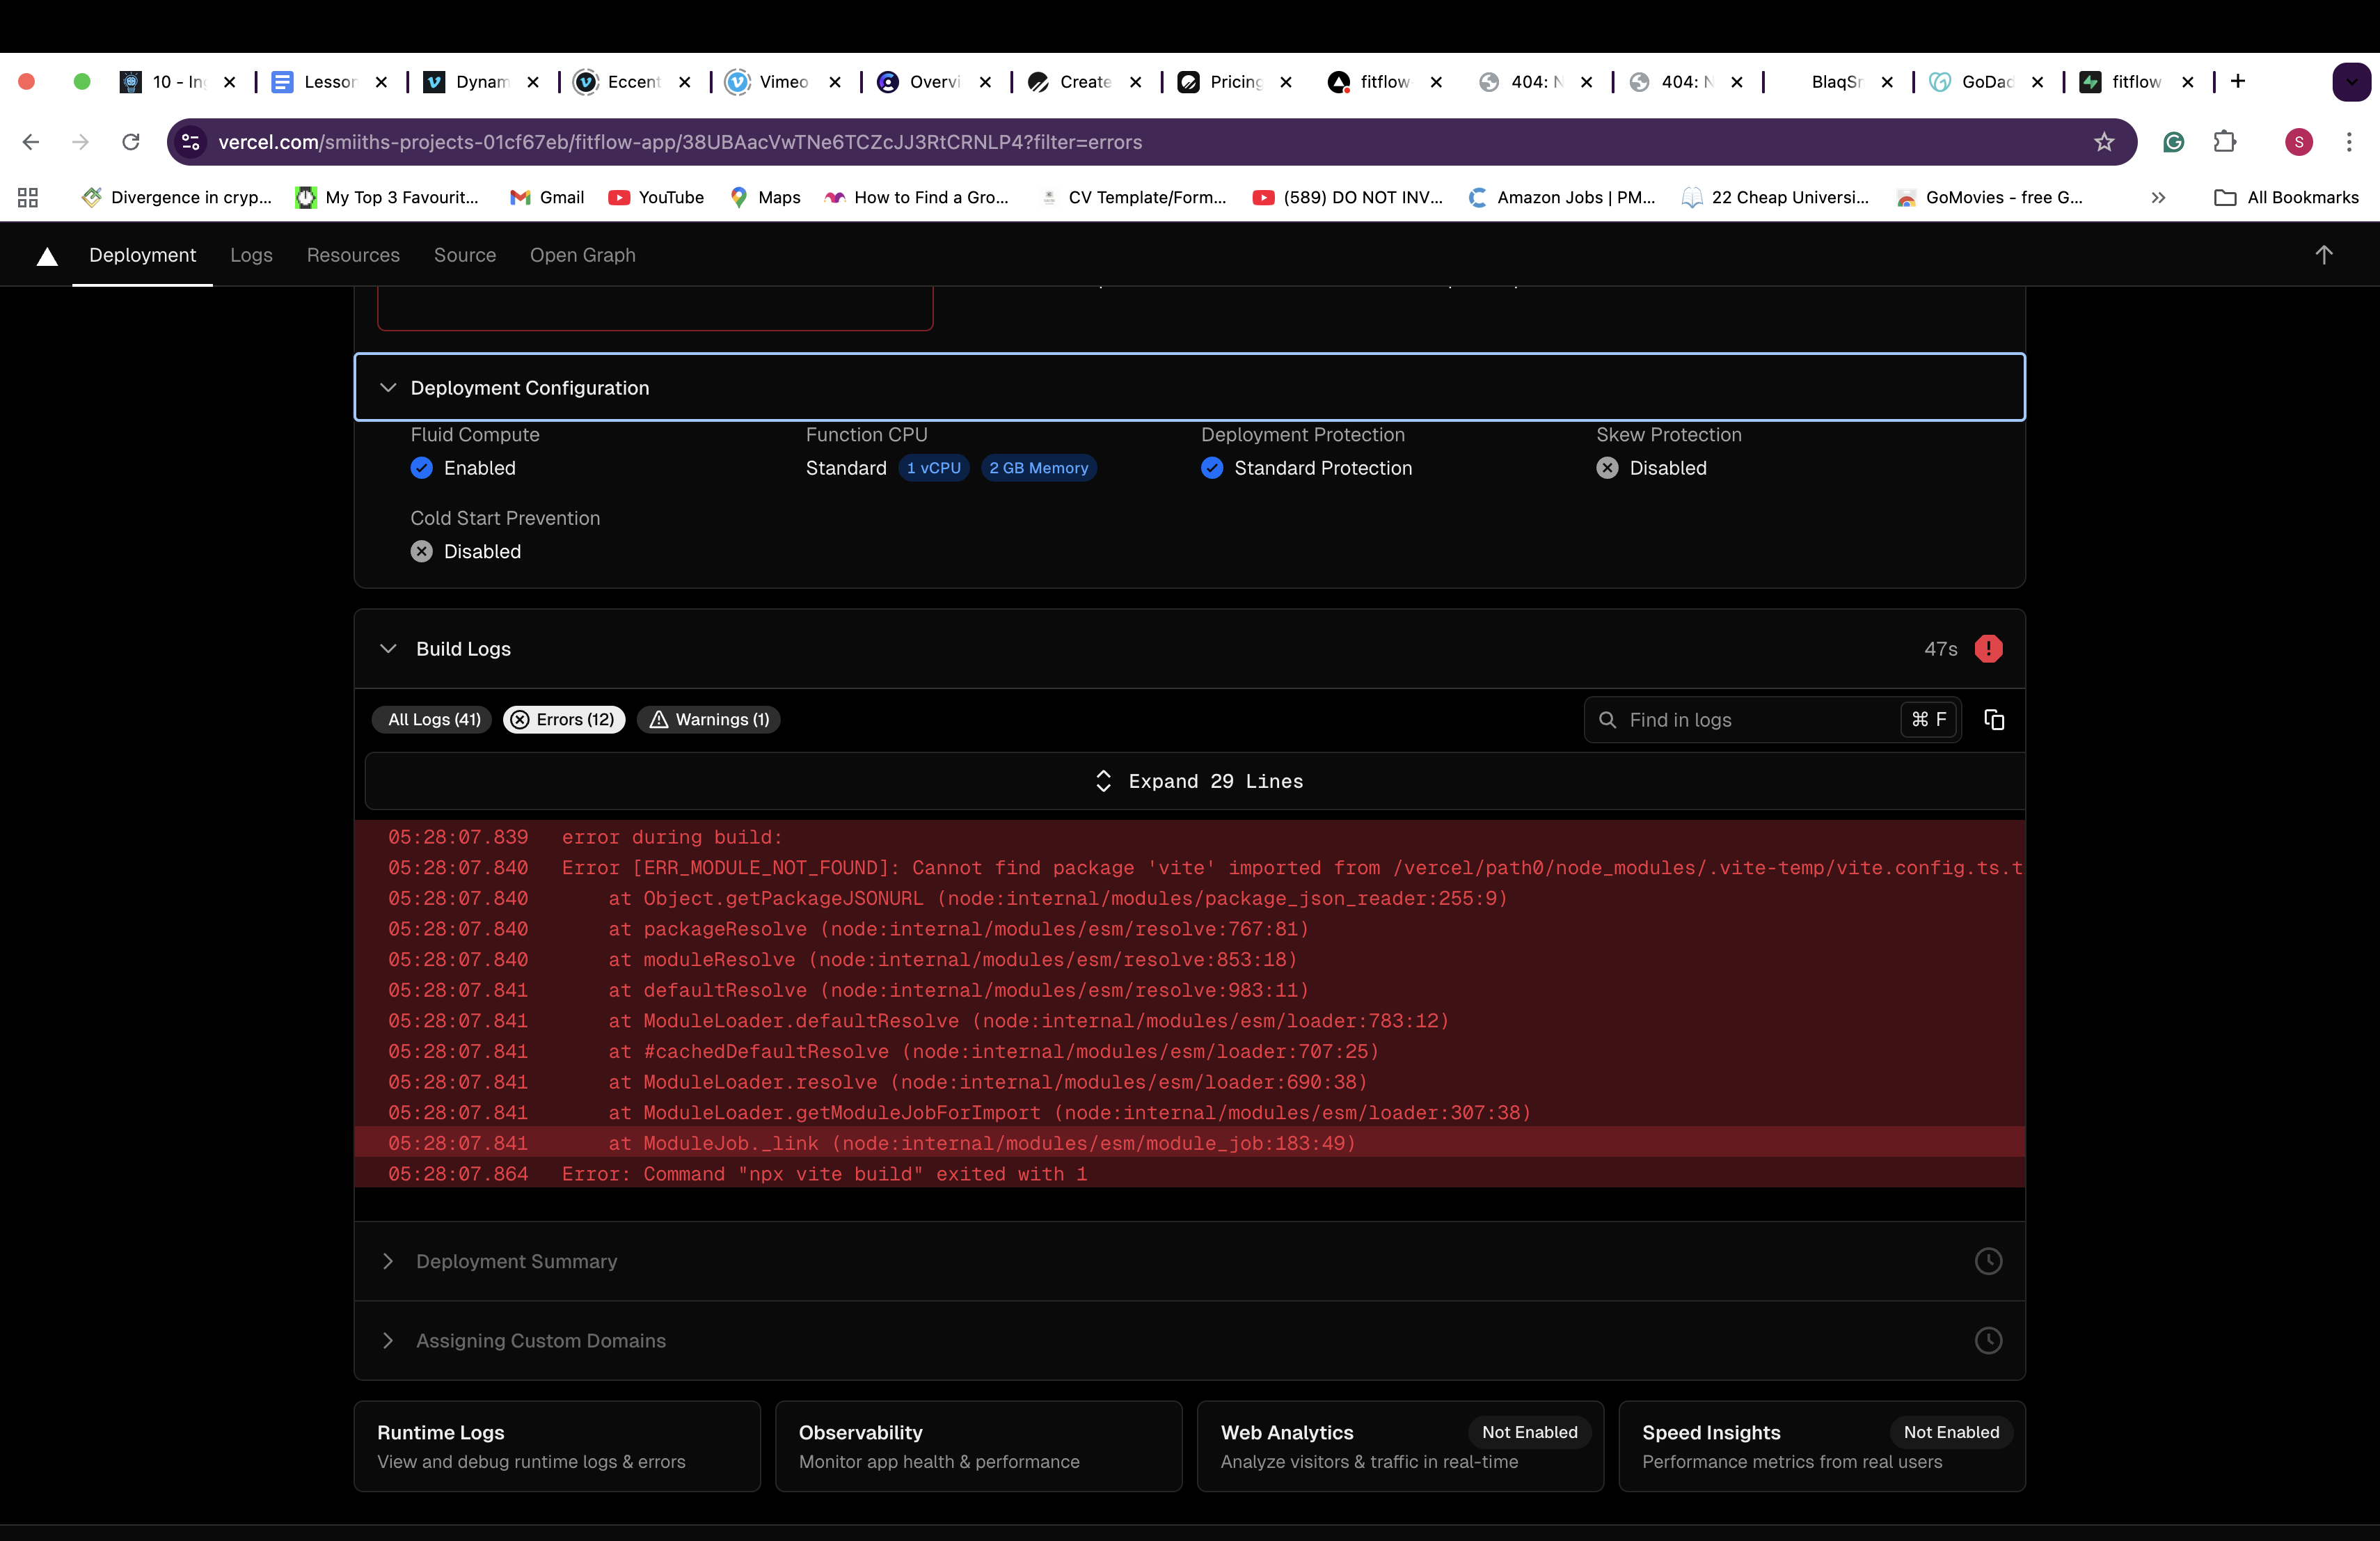 10 - In
Lesson
Dynam
Eccent
Vimeo
Overvi
Create
Pricing
fitflow
404: N
404: N
BlaqSr
GoDad
fitflow
vercel.com/smiiths-projects-01cf67eb/fitflow-app/38UBAacVwTNe6TCZcJJ3RtCRNLP4?filter=errors
S
Divergence in cryp...
My Top 3 Favourit...
Gmail
YouTube
Maps
How to Find a Gro...
CV Template/Form...
(589) DO NOT INV...
Amazon Jobs | PM...
22 Cheap Universi...
GoMovies - free G...
All Bookmarks
Deployment Logs Resources Source Open Graph
Deployment Configuration
Fluid Compute
Enabled
Function CPU
Standard 1 vCPU 2 GB Memory
Deployment Protection
Standard Protection
Skew Protection
Disabled
Cold Start Prevention
Disabled
Build Logs
47s
All Logs (41) Errors (12) Warnings (1)
Find in logs ⌘ F
Expand 29 Lines
05:28:07.839 error during build:
05:28:07.840 Error [ERR_MODULE_NOT_FOUND]: Cannot find package 'vite' imported from /vercel/path0/node_modules/.vite-temp/vite.config.ts.t
05:28:07.840 at Object.getPackageJSONURL (node:internal/modules/package_json_reader:255:9)
05:28:07.840 at packageResolve (node:internal/modules/esm/resolve:767:81)
05:28:07.840 at moduleResolve (node:internal/modules/esm/resolve:853:18)
05:28:07.841 at defaultResolve (node:internal/modules/esm/resolve:983:11)
05:28:07.841 at ModuleLoader.defaultResolve (node:internal/modules/esm/loader:783:12)
05:28:07.841 at #cachedDefaultResolve (node:internal/modules/esm/loader:707:25)
05:28:07.841 at ModuleLoader.resolve (node:internal/modules/esm/loader:690:38)
05:28:07.841 at ModuleLoader.getModuleJobForImport (node:internal/modules/esm/loader:307:38)
05:28:07.841 at ModuleJob._link (node:internal/modules/esm/module_job:183:49)
05:28:07.864 Error: Command "npx vite build" exited with 1
Deployment Summary
Assigning Custom Domains
Runtime Logs
View and debug runtime logs & errors
Observability
Monitor app health & performance
Web Analytics Not Enabled
Analyze visitors & traffic in real-time
Speed Insights Not Enabled
Performance metrics from real users